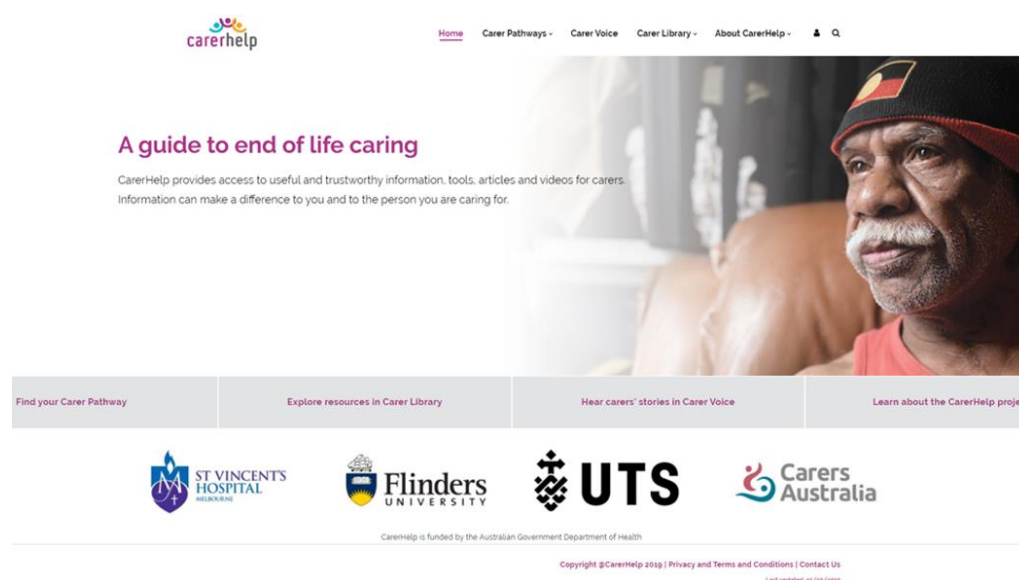 carerhelp
Home Carer Pathways Carer Voice Carer Library About CarerHelp
A guide to end of life caring
CarerHelp provides access to useful and trustworthy information, tools, articles and videos for carers.
Information can make a difference to you and to the person you are caring for.
Find your Carer Pathway
Explore resources in Carer Library
Hear carers' stories in Carer Voice
Learn about the CarerHelp proje
ST VINCENT'S
HOSPITAL
MELBOURNE
Flinders
UNIVERSITY
UTS
Carers
Australia
CarerHelp is funded by the Australian Government Department of Health
Copyright @CarerHelp 2019 | Privacy and Terms and Conditions | Contact Us